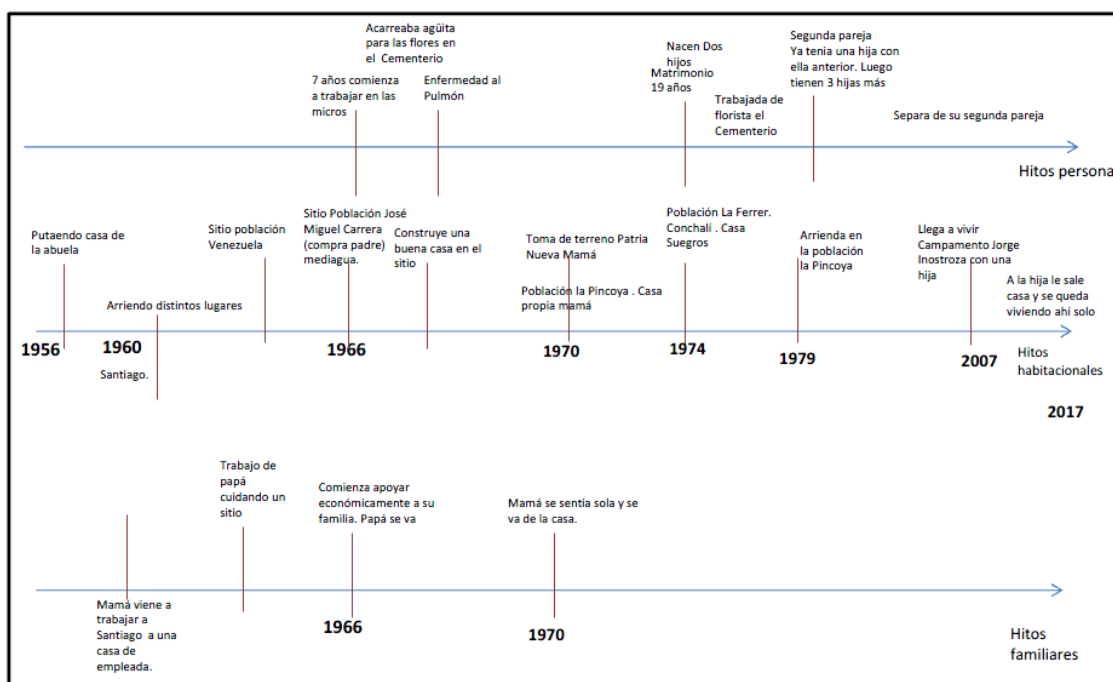 Acarreaba agüita
para las flores en
el Cementerio
7 años comienza
a trabajar en las
micros
Enfermedad al
Pulmón
Nacen Dos
hijos
Matrimonio
19 años
Trabajada de
florista el
Cementerio
Segunda pareja
Ya tenia una hija con
ella anterior. Luego
tienen 3 hijas más
Separa de su segunda pareja
Hitos persona
Putaendo casa de
la abuela
Arriendo distintos lugares
Santiago.
Sitio población
Venezuela
Sitio Población José
Miguel Carrera
(compra padre)
mediagua.
Construye una
buena casa en el
sitio
Toma de terreno Patria
Nueva Mamá
Población la Pincoya . Casa
propia mamá
Población La Ferrer.
Conchalí . Casa
Suegros
Arrienda en
la población
la Pincoya
Llega a vivir
Campamento Jorge
Inostroza con una
hija
A la hija le sale
casa y se queda
viviendo ahí solo
1956
1960
1966
1970
1974
1979
2007
Hitos
habitacionales
2017
Mamá viene a
trabajar a
Santiago a una
casa de
empleada.
Trabajo de
papá
cuidando un
sitio
Comienza apoyar
económicamente a su
familia. Papá se va
Mamá se sentía sola y se
va de la casa.
1966
1970
Hitos
familiares